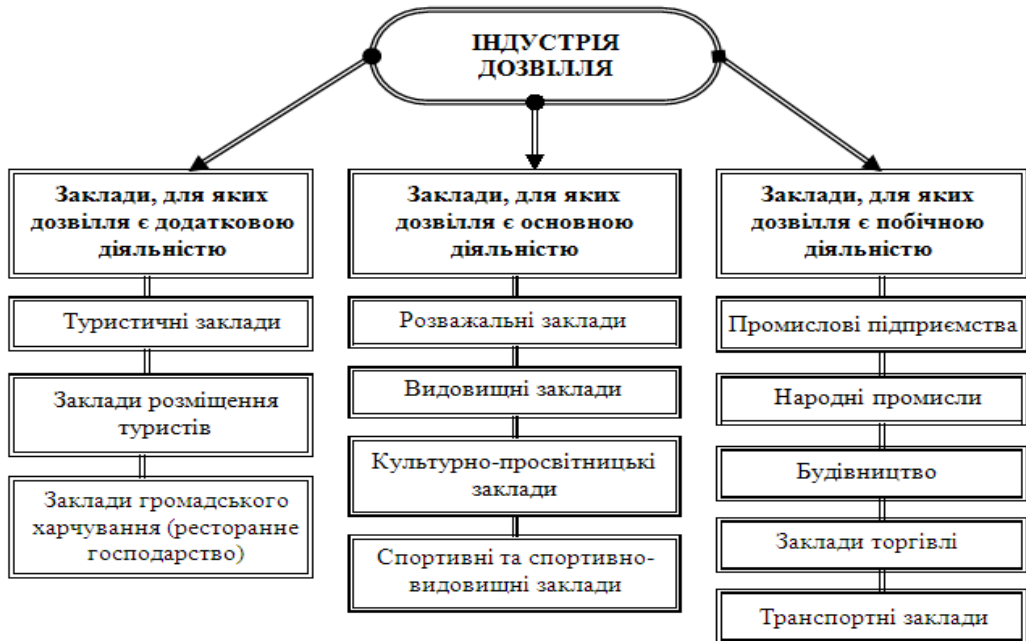 ІНДУСТРІЯ
ДОЗВІЛЛЯ
Заклади, для яких
дозвілля є додатковою
діяльністю
Туристичні заклади
Заклади розміщення
туристів
Заклади громадського
харчування (ресторанне
господарство)
Заклади, для яких
дозвілля є основною
діяльністю
Розважальні заклади
Видовищні заклади
Культурно-просвітницькі
заклади
Спортивні та спортивно-
видовищні заклади
Заклади, для яких
дозвілля є побічною
діяльністю
Промислові підприємства
Народні промисли
Будівництво
Заклади торгівлі
Транспортні заклади